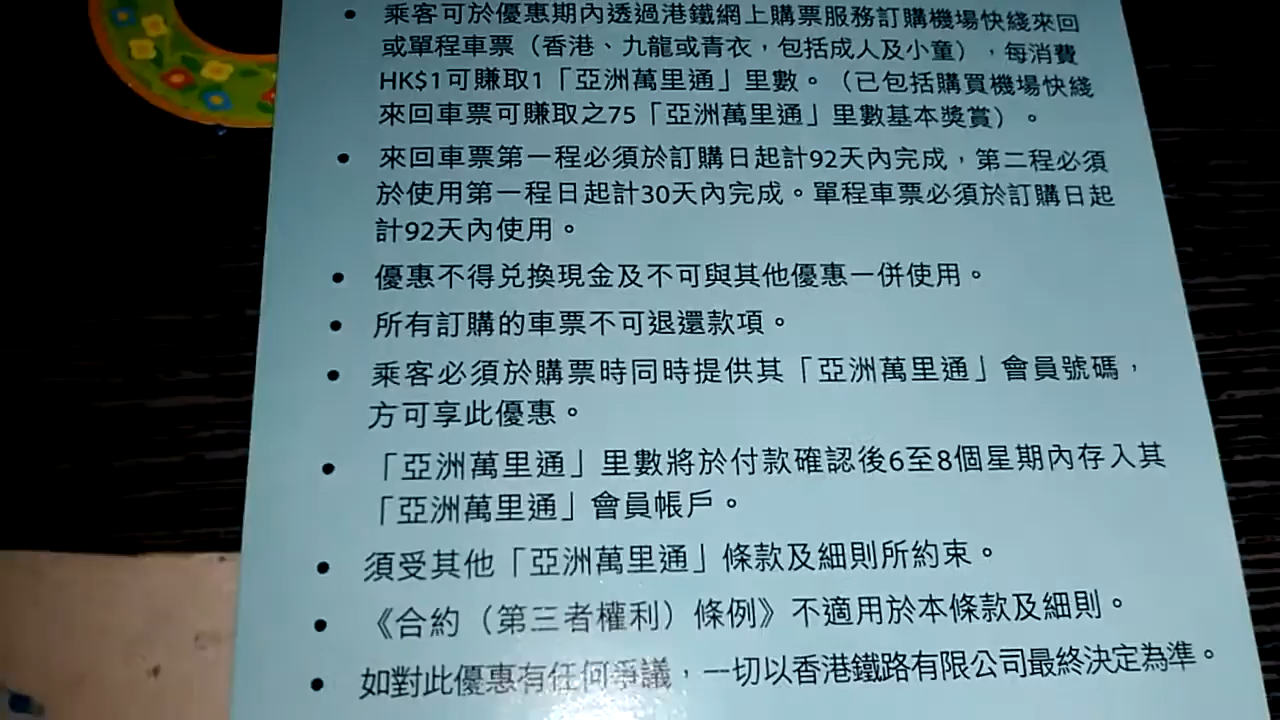 • 乘客可於優惠期內透過港鐵網上購票服務訂購機場快綫來回
或單程車票（香港、九龍或青衣，包括成人及小童），每消費
HK$1可賺取1「亞洲萬里通」里數。（已包括購買機場快綫
來回車票可賺取之75「亞洲萬里通」里數基本獎賞）。
• 來回車票第一程必須於訂購日起計92天內完成，第二程必須
於使用第一程日起計30天內完成。單程車票必須於訂購日起
計92天內使用。
• 優惠不得兌換現金及不可與其他優惠一併使用。
• 所有訂購的車票不可退還款項。
• 乘客必須於購票時同時提供其「亞洲萬里通」會員號碼，
方可享此優惠。
• 「亞洲萬里通」里數將於付款確認後6至8個星期內存入其
「亞洲萬里通」會員帳戶。
• 須受其他「亞洲萬里通」條款及細則所約束。
• 《合約（第三者權利）條例》不適用於本條款及細則。
• 如對此優惠有任何爭議，一切以香港鐵路有限公司最終決定為準。